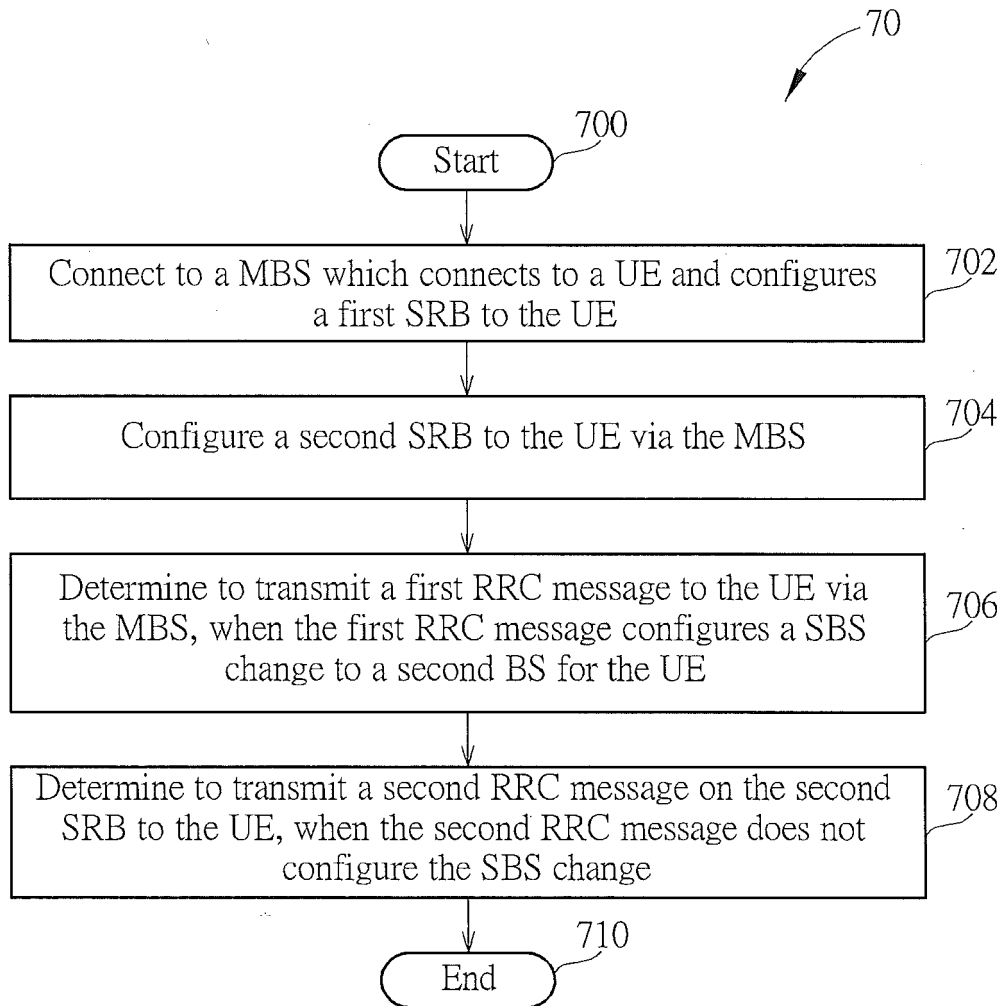 70
700
Start
Connect to a MBS which connects to a UE and configures
a first SRB to the UE
702
704
Configure a second SRB to the UE via the MBS
Determine to transmit a first RRC message to the UE via
the MBS, when the first RRC message configures a SBS
change to a second BS for the UE
706
Determine to transmit a second RRC message on the second
SRB to the UE, when the second RRC message does not
configure the SBS change
708
710
End